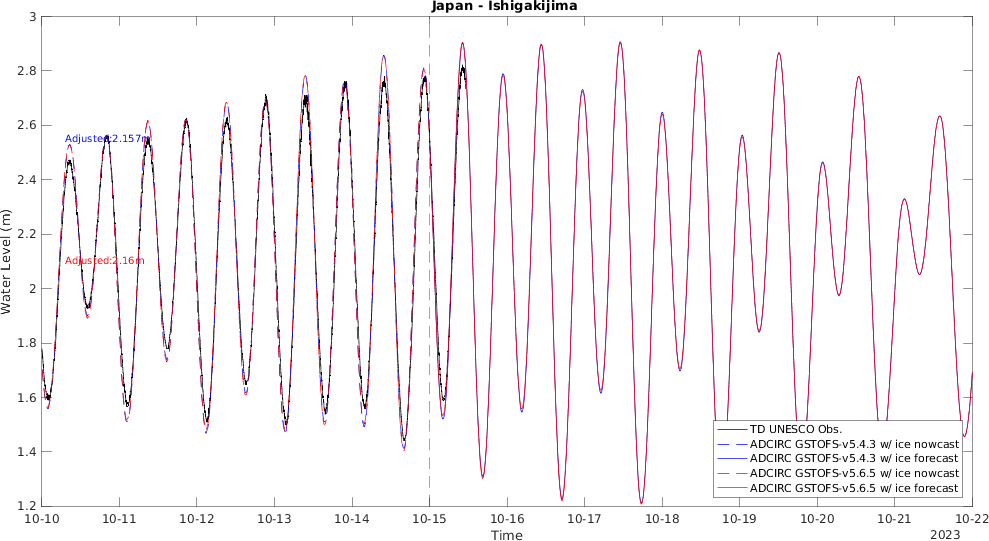 Japan - Ishigakijima
Water Level (m)
3
2.8
2.6
2.4
2.2
2
1.8
1.6
1.4
1.2
Adjusted:2.157m
Adjusted:2.16m
TD UNESCO Obs.
ADCIRC GSTOFS-v5.4.3 w/ ice nowcast
ADCIRC GSTOFS-v5.4.3 w/ ice forecast
ADCIRC GSTOFS-v5.6.5 w/ ice nowcast
ADCIRC GSTOFS-v5.6.5 w/ ice forecast
10-10 10-11 10-12 10-13 10-14 10-15 10-16 10-17 10-18 10-19 10-20 10-21 10-22
Time
2023